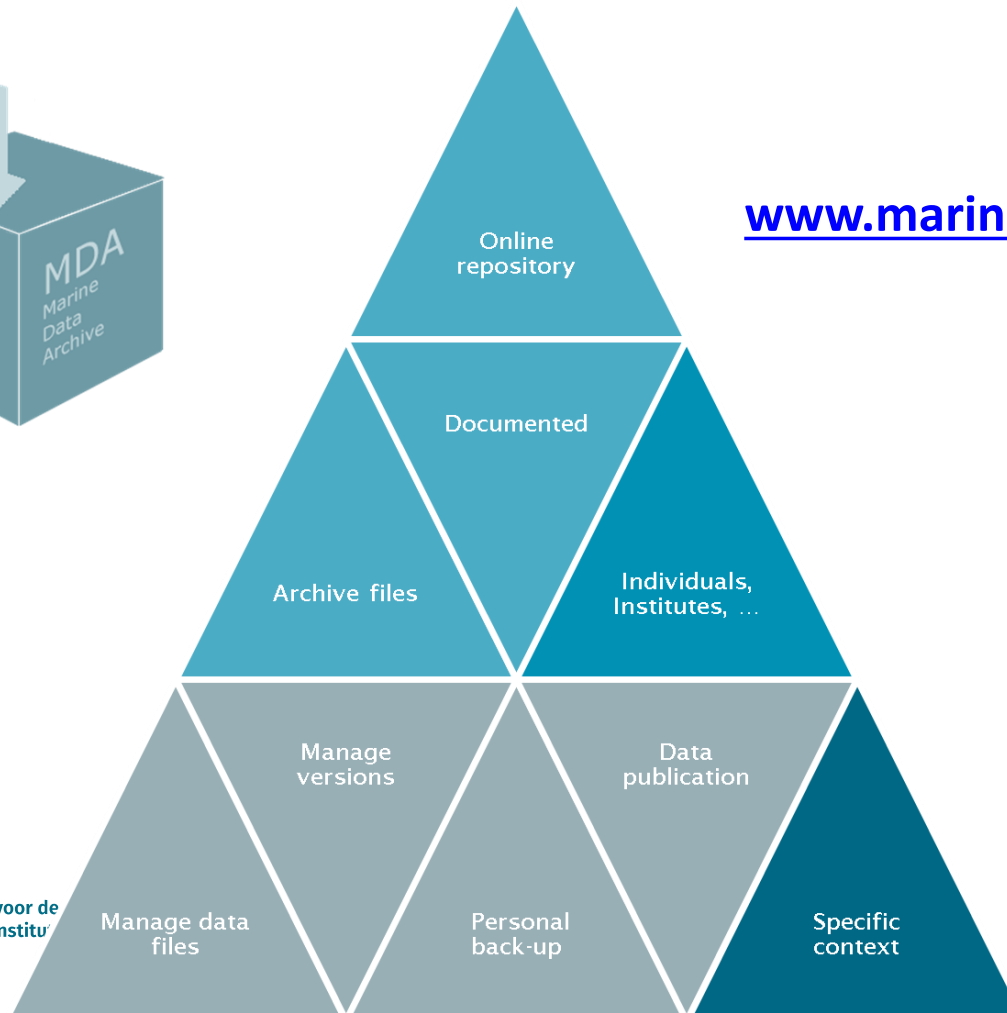 Online
repository
www.marin
MDA
Marine
Data
Archive
Documented
Archive files
Individuals,
Institutes, ...
Manage
versions
Data
publication
voor de
Manage data
files
Personal
back-up
Specific
context